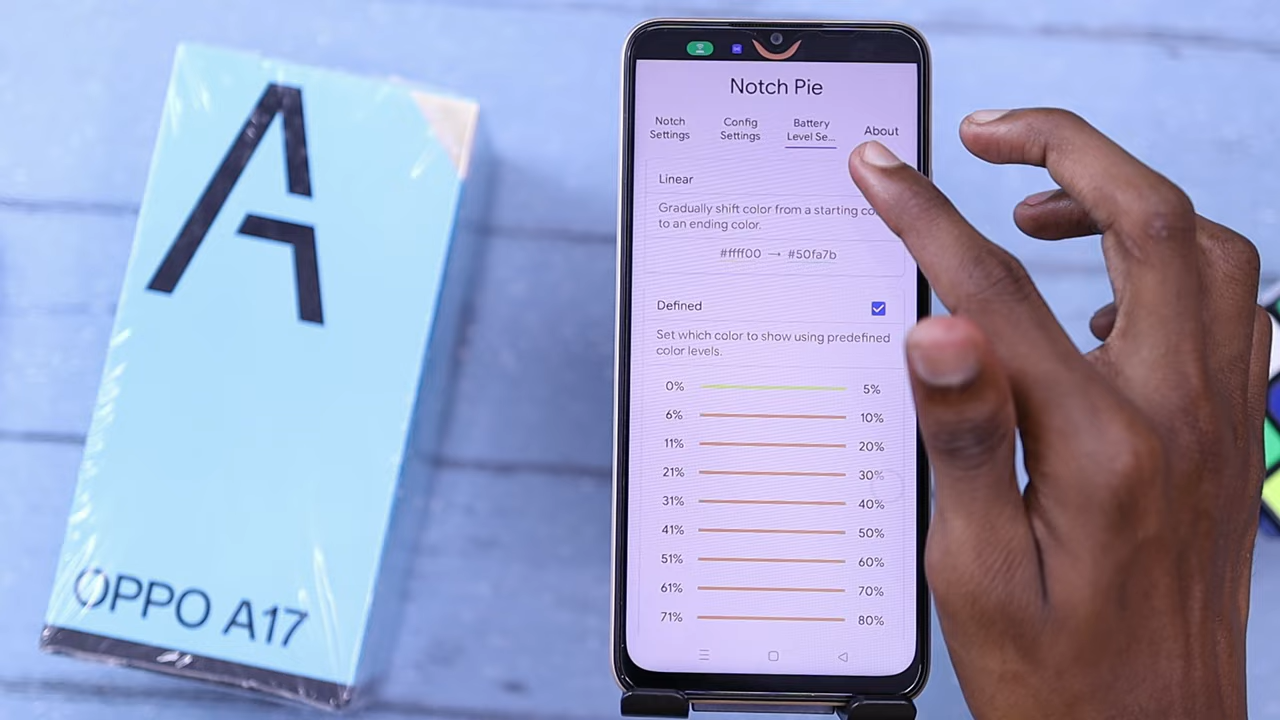 A
OPPO A17
Notch Pie
Notch Settings
Config Settings
Battery Level Se...
About
Linear
Gradually shift color from a starting co
to an ending color.
#ffff00 → #50fa7b
Defined
Set which color to show using predefined
color levels.
0% 5%
6% 10%
11% 20%
21% 30%
31% 40%
41% 50%
51% 60%
61% 70%
71% 80%